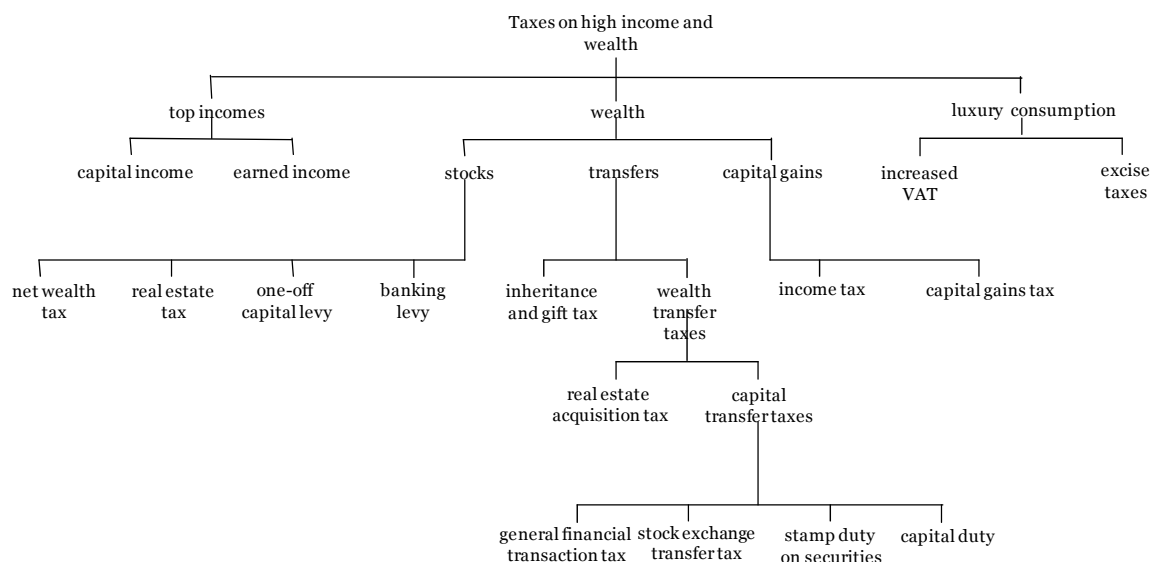 Taxes on high income and
wealth
top incomes
wealth
luxury consumption
capital income
earned income
stocks
transfers
capital gains
increased
VAT
excise
taxes
net wealth
tax
real estate
tax
one-off
capital levy
banking
levy
inheritance
and gift tax
wealth
transfer
taxes
income tax
capital gains tax
real estate
acquisition tax
capital
transfer taxes
general financial
transaction tax
stock exchange
transfer tax
stamp duty
on securities
capital duty